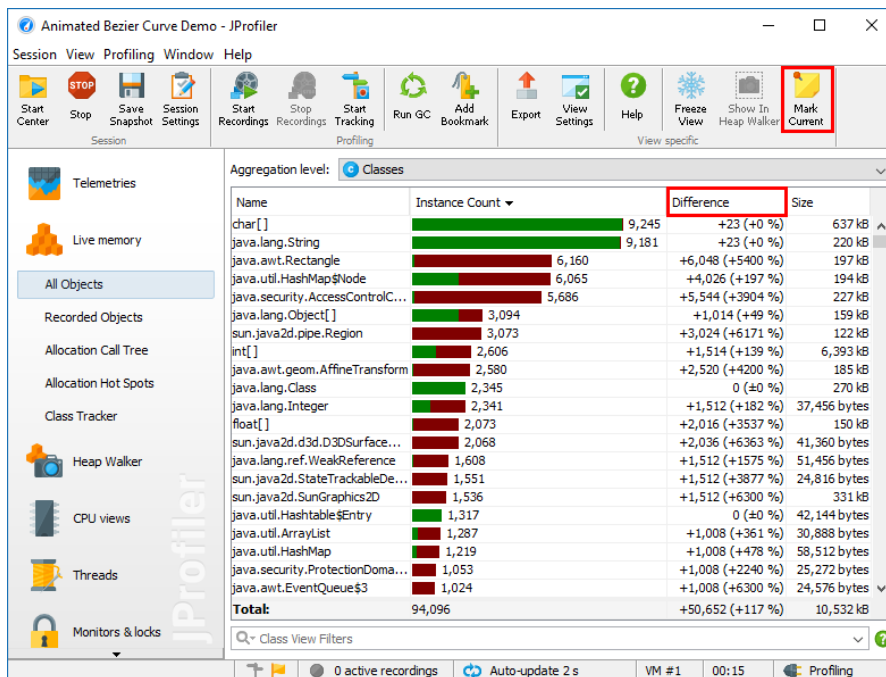 Animated Bezier Curve Demo - JProfiler
Session View Profiling Window Help
Start Center
Stop
Save Snapshot
Session Settings
Start Recordings
Stop Recordings
Start Tracking
Run GC
Add Bookmark
Export
View Settings
Help
Freeze View
Show In Heap Walker
Mark Current
Session
Profiling
View specific
Telemetries
Live memory
All Objects
Recorded Objects
Allocation Call Tree
Allocation Hot Spots
Class Tracker
Heap Walker
CPU views
Threads
Monitors & locks
JProfiler
Aggregation level: Classes
Name Instance Count Difference Size
char[] 9,245 +23 (+0 %) 637 kB
java.lang.String 9,181 +23 (+0 %) 220 kB
java.awt.Rectangle 6,160 +6,048 (+5400 %) 197 kB
java.util.HashMap$Node 6,065 +4,026 (+197 %) 194 kB
java.security.AccessControlC... 5,686 +5,544 (+3904 %) 227 kB
java.lang.Object[] 3,094 +1,014 (+49 %) 159 kB
sun.java2d.pipe.Region 3,073 +3,024 (+6171 %) 122 kB
int[] 2,606 +1,514 (+139 %) 6,393 kB
java.awt.geom.AffineTransform 2,580 +2,520 (+4200 %) 185 kB
java.lang.Class 2,345 0 (±0 %) 270 kB
java.lang.Integer 2,341 +1,512 (+182 %) 37,456 bytes
float[] 2,073 +2,016 (+3537 %) 150 kB
sun.java2d.d3d.D3DSurface... 2,068 +2,036 (+6363 %) 41,360 bytes
java.lang.ref.WeakReference 1,608 +1,512 (+1575 %) 51,456 bytes
sun.java2d.StateTrackableDe... 1,551 +1,512 (+3877 %) 24,816 bytes
sun.java2d.SunGraphics2D 1,536 +1,512 (+6300 %) 331 kB
java.util.Hashtable$Entry 1,317 0 (±0 %) 42,144 bytes
java.util.ArrayList 1,287 +1,008 (+361 %) 30,888 bytes
java.util.HashMap 1,219 +1,008 (+478 %) 58,512 bytes
java.security.ProtectionDoma... 1,053 +1,008 (+2240 %) 25,272 bytes
java.awt.EventQueue$3 1,024 +1,008 (+6300 %) 24,576 bytes
Total: 94,096 +50,652 (+117 %) 10,532 kB
Class View Filters
0 active recordings Auto-update 2 s VM #1 00:15 Profiling